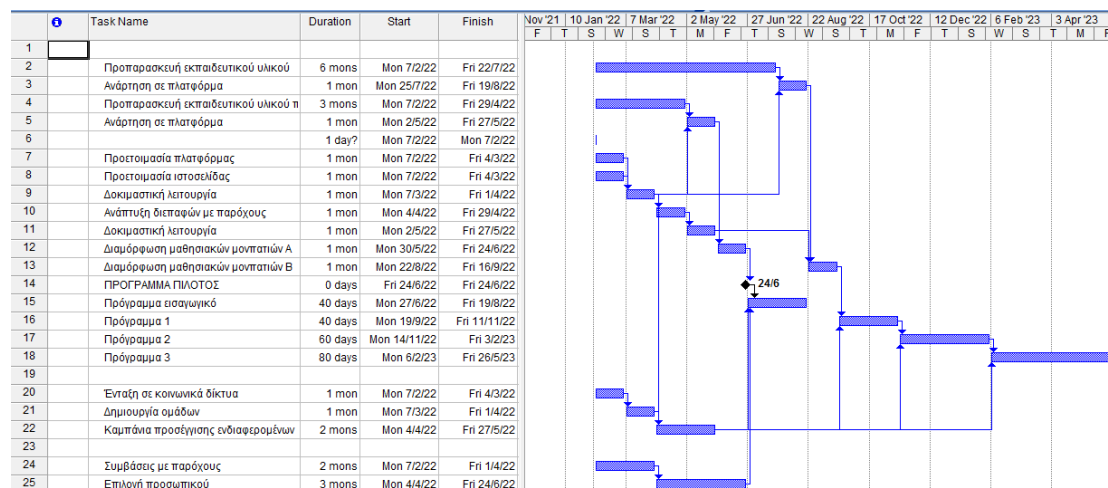 Task Name Duration Start Finish Nov '21 10 Jan '22 7 Mar '22 2 May '22 27 Jun '22 22 Aug '22 17 Oct '22 12 Dec '22 6 Feb '23 3 Apr '23
F T S W S T M F T S W S T M F T S W S T M F
1
2 Προπαρασκευή εκπαιδευτικού υλικού 6 mons Mon 7/2/22 Fri 22/7/22
3 Ανάρτηση σε πλατφόρμα 1 mon Mon 25/7/22 Fri 19/8/22
4 Προπαρασκευή εκπαιδευτικού υλικού π 3 mons Mon 7/2/22 Fri 29/4/22
5 Ανάρτηση σε πλατφόρμα 1 mon Mon 2/5/22 Fri 27/5/22
6 1 day? Mon 7/2/22 Mon 7/2/22
7 Προετοιμασία πλατφόρμας 1 mon Mon 7/2/22 Fri 4/3/22
8 Προετοιμασία ιστοσελίδας 1 mon Mon 7/2/22 Fri 4/3/22
9 Δοκιμαστική λειτουργία 1 mon Mon 7/3/22 Fri 1/4/22
10 Ανάπτυξη διεπαφών με παρόχους 1 mon Mon 4/4/22 Fri 29/4/22
11 Δοκιμαστική λειτουργία 1 mon Mon 2/5/22 Fri 27/5/22
12 Διαμόρφωση μαθησιακών μονπατιών Α 1 mon Mon 30/5/22 Fri 24/6/22
13 Διαμόρφωση μαθησιακών μονπατιών Β 1 mon Mon 22/8/22 Fri 16/9/22
14 ΠΡΟΓΡΑΜΜΑ ΠΙΛΟΤΟΣ 0 days Fri 24/6/22 Fri 24/6/22 24/6
15 Πρόγραμμα εισαγωγικό 40 days Mon 27/6/22 Fri 19/8/22
16 Πρόγραμμα 1 40 days Mon 19/9/22 Fri 11/11/22
17 Πρόγραμμα 2 60 days Mon 14/11/22 Fri 3/2/23
18 Πρόγραμμα 3 80 days Mon 6/2/23 Fri 26/5/23
19
20 Ένταξη σε κοινωνικά δίκτυα 1 mon Mon 7/2/22 Fri 4/3/22
21 Δημιουργία ομάδων 1 mon Mon 7/3/22 Fri 1/4/22
22 Καμπάνια προσέγγισης ενδιαφερομένων 2 mons Mon 4/4/22 Fri 27/5/22
23
24 Συμβάσεις με παρόχους 2 mons Mon 7/2/22 Fri 1/4/22
25 Επιλογή προσωπικού 3 mons Mon 4/4/22 Fri 24/6/22